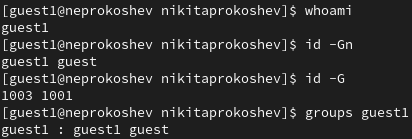 [guest1@neprokoshev nikitaprokoshev]$ whoami
guest1
[guest1@neprokoshev nikitaprokoshev]$ id -Gn
guest1 guest
[guest1@neprokoshev nikitaprokoshev]$ id -G
1003 1001
[guest1@neprokoshev nikitaprokoshev]$ groups guest1
guest1 : guest1 guest